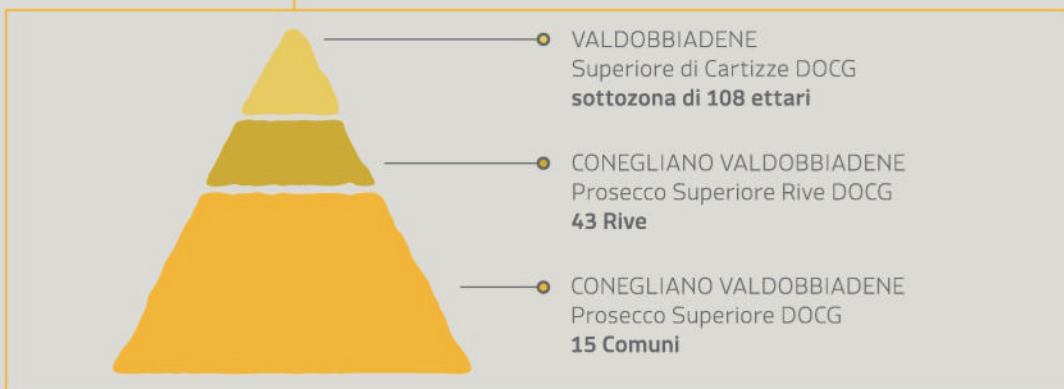 VALDOBBIADENE
Superiore di Cartizze DOCG
sottozona di 108 ettari
CONEGLIANO VALDOBBIADENE
Prosecco Superiore Rive DOCG
43 Rive
CONEGLIANO VALDOBBIADENE
Prosecco Superiore DOCG
15 Comuni